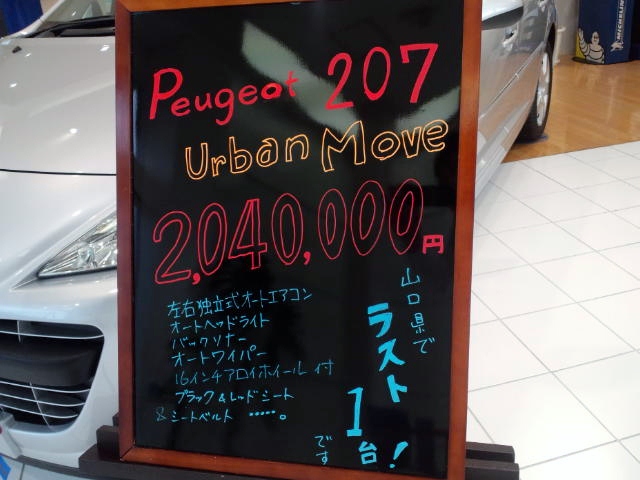 Peugeot 207
Urban Move
2,040,000円
左右独立式オートエアコン
オートヘッドライト
バックソナー
オートワイパー
16インチアロイホイール付
ブラック&レッドシート
&シートベルト ・・・・・。
山口県で
ラスト
1台!
です
MICHELIN